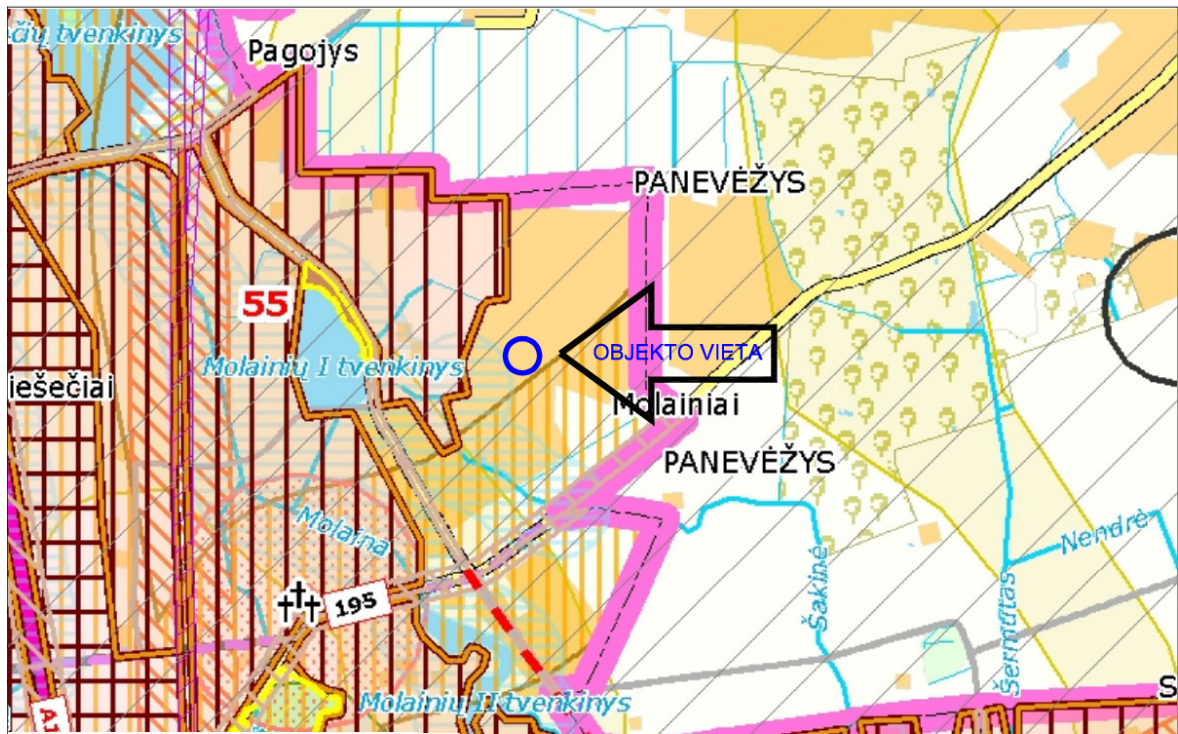 čių tvenkinys
Pagojys
PANEVĖŽYS
55
OBJEKTO VIETA
Molainių I tvenkinys
iešečiai
Molainiai
PANEVĖŽYS
Molaina
Nendrė
Šakinė
Šermutas
195
Molainių II tvenkinys
S